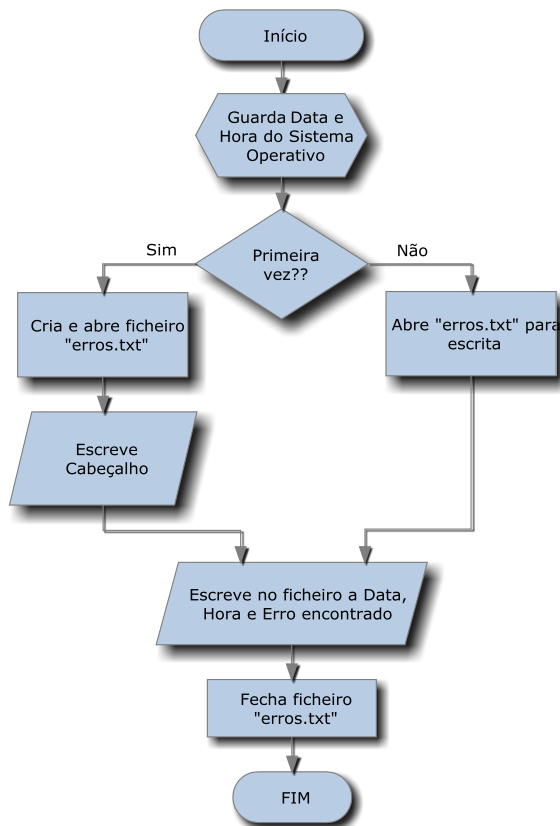 Início
Guarda Data e
Hora do Sistema
Operativo
Primeira
vez??
Sim
Não
Cria e abre ficheiro
"erros.txt"
Abre "erros.txt" para
escrita
Escreve
Cabeçalho
Escreve no ficheiro a Data,
Hora e Erro encontrado
Fecha ficheiro
"erros.txt"
FIM